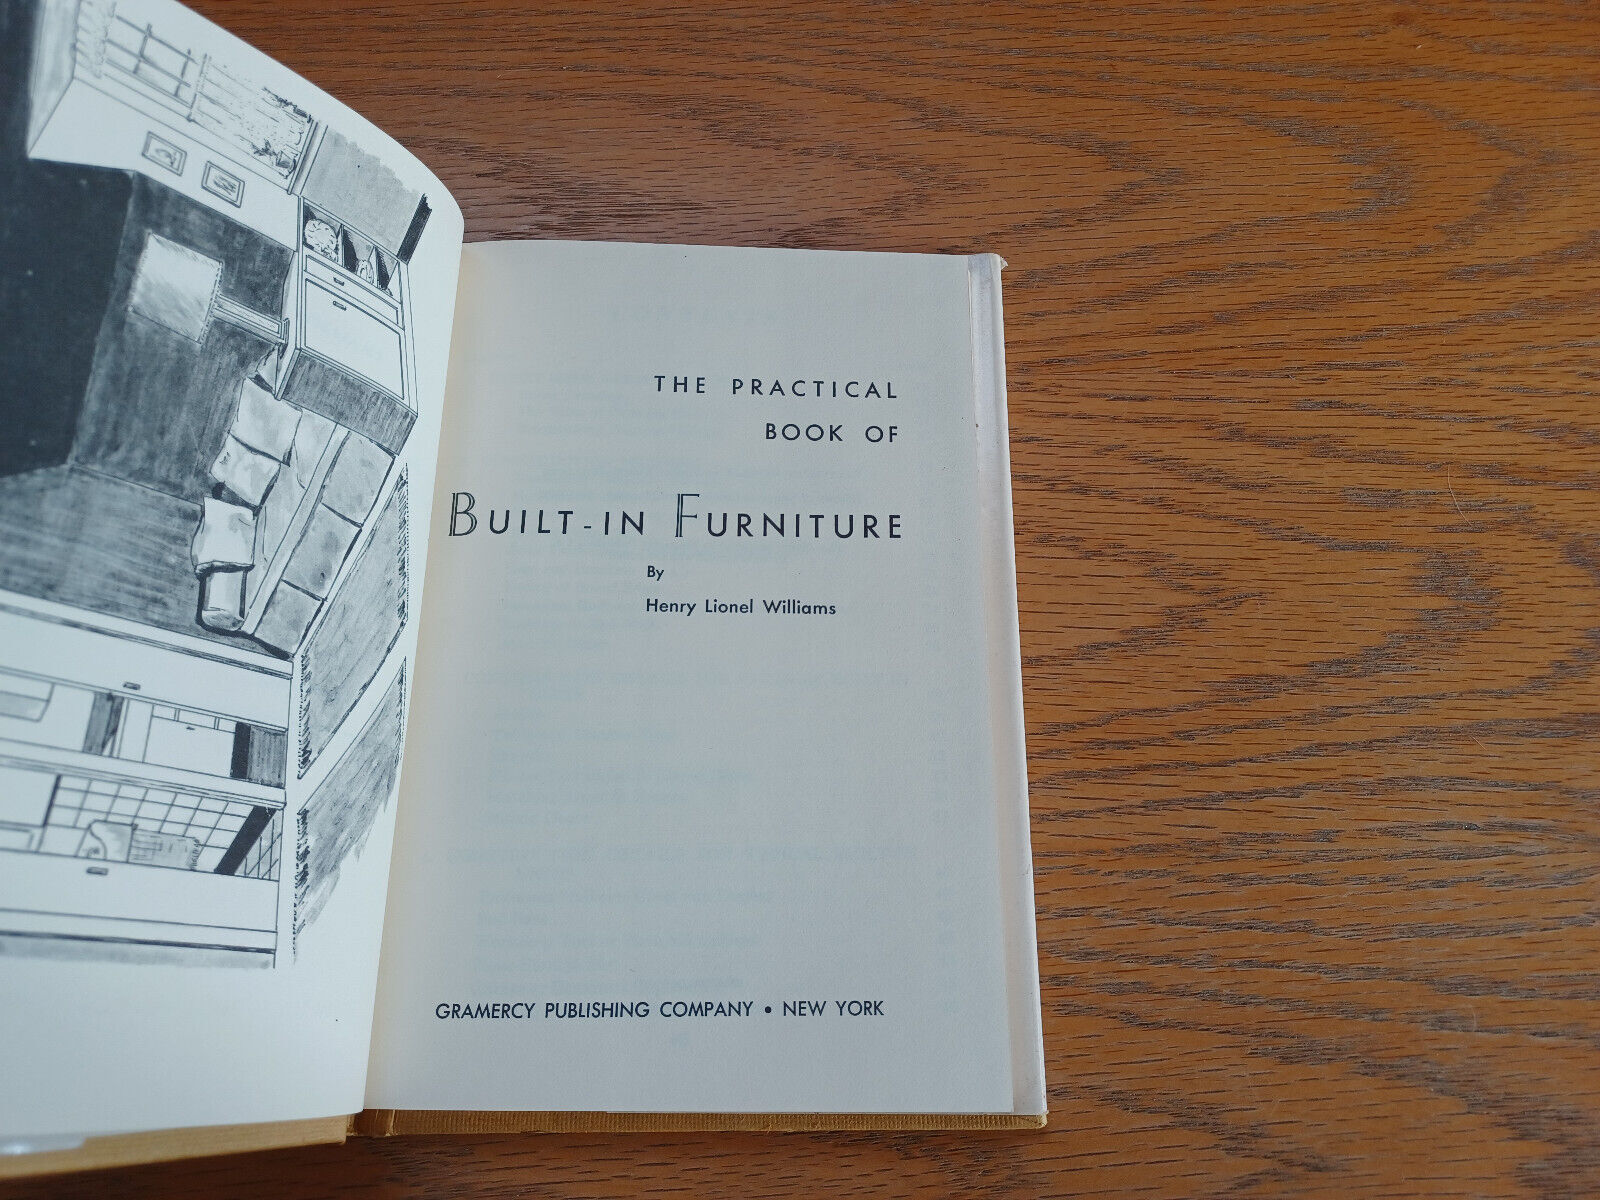 THE PRACTICAL
BOOK OF
BUILT-IN FURNITURE
By
Henry Lionel Williams
GRAMERCY PUBLISHING COMPANY • NEW YORK